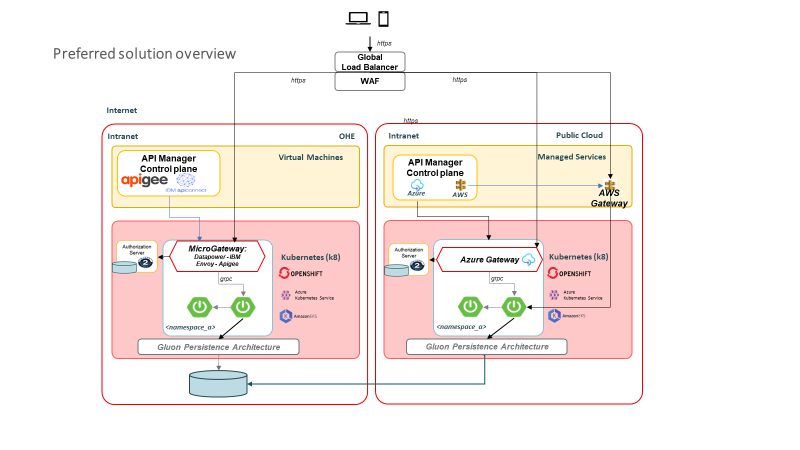 Preferred solution overview
https
Global
Load Balancer
WAF
https
https
https
Internet
Intranet
OHE
Virtual Machines
API Manager
Control plane
apigee
IBM apiconnect
Authorization
Server
2
MicroGateway:
Datapower - IBM
Envoy - Apigee
grpc
<namespace_a>
Kubernetes (k8)
OPENSHIFT
Azure
Kubernetes Service
Amazon EKS
Gluon Persistence Architecture
Intranet
Public Cloud
Managed Services
API Manager
Control plane
Azure
AWS
AWS
Gateway
Authorization
Server
2
Azure Gateway
grpc
<namespace_a>
Kubernetes (k8)
OPENSHIFT
Azure
Kubernetes Service
Amazon EKS
Gluon Persistence Architecture